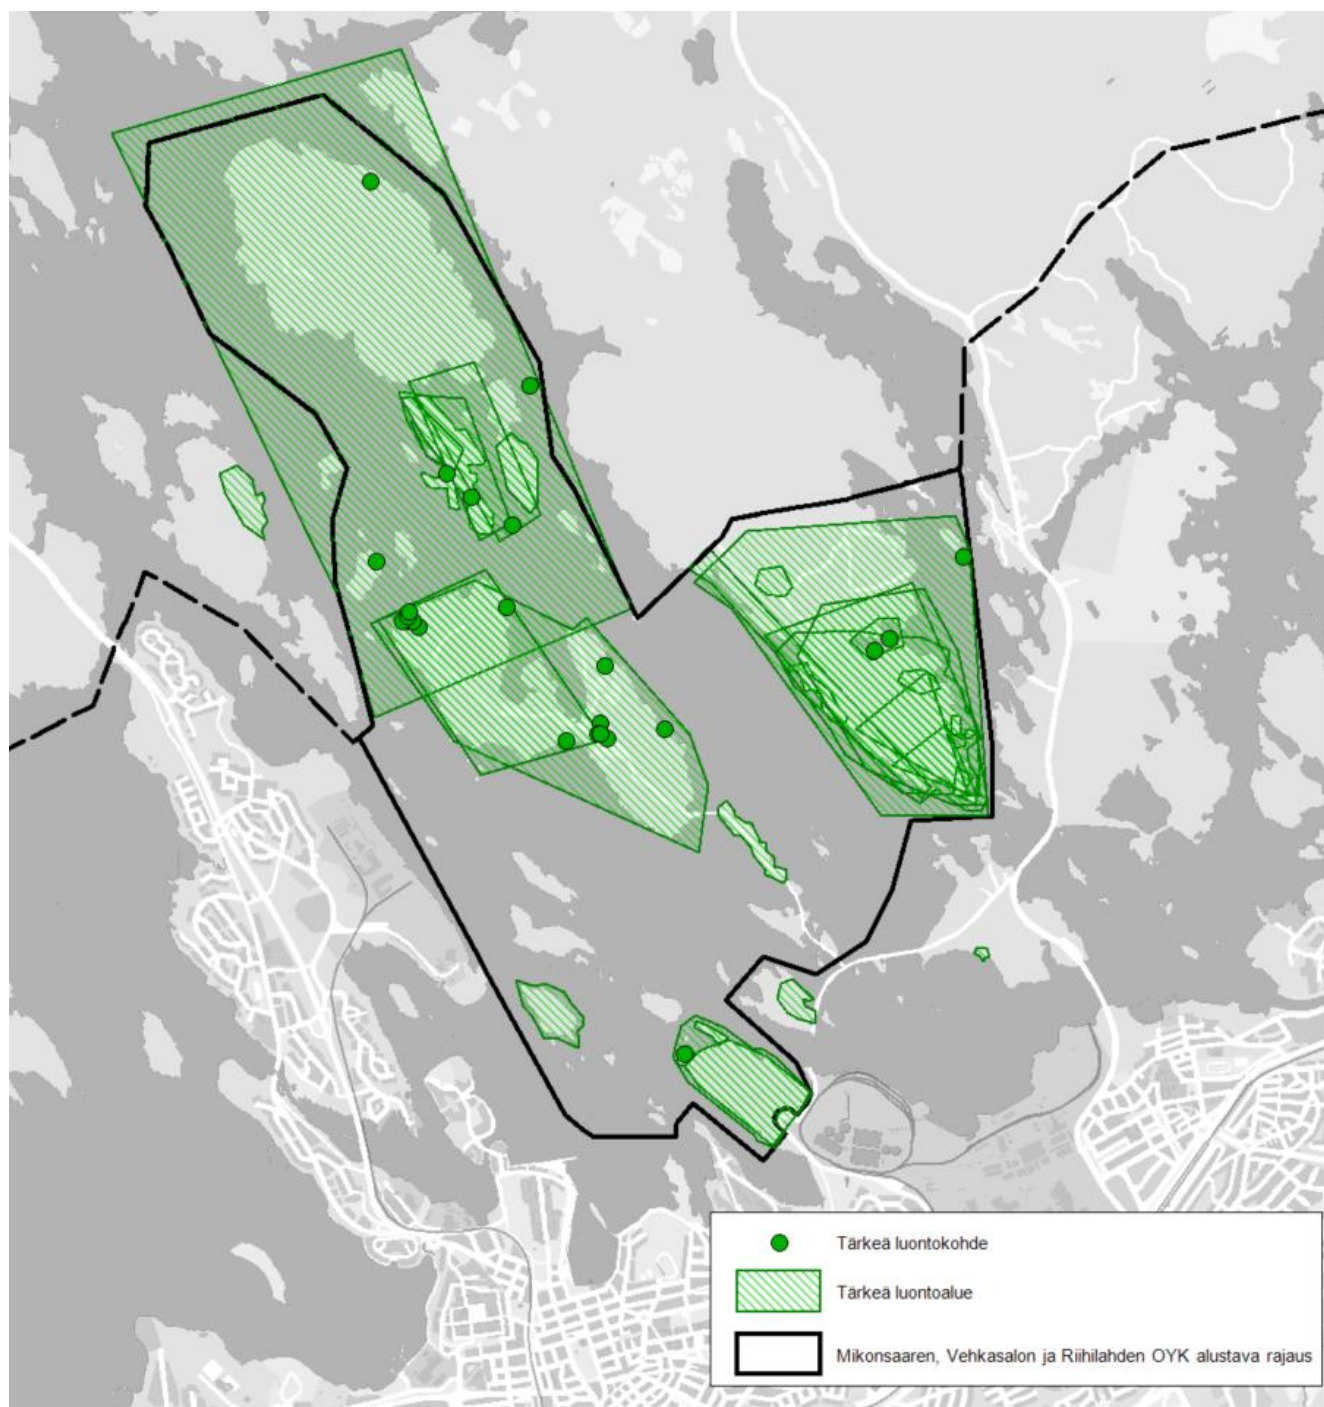 Tärkeä luontokohde
Tärkeä luontoalue
Mikonsaaren, Vehkasalon ja Riihilahden OYK alustava rajaus